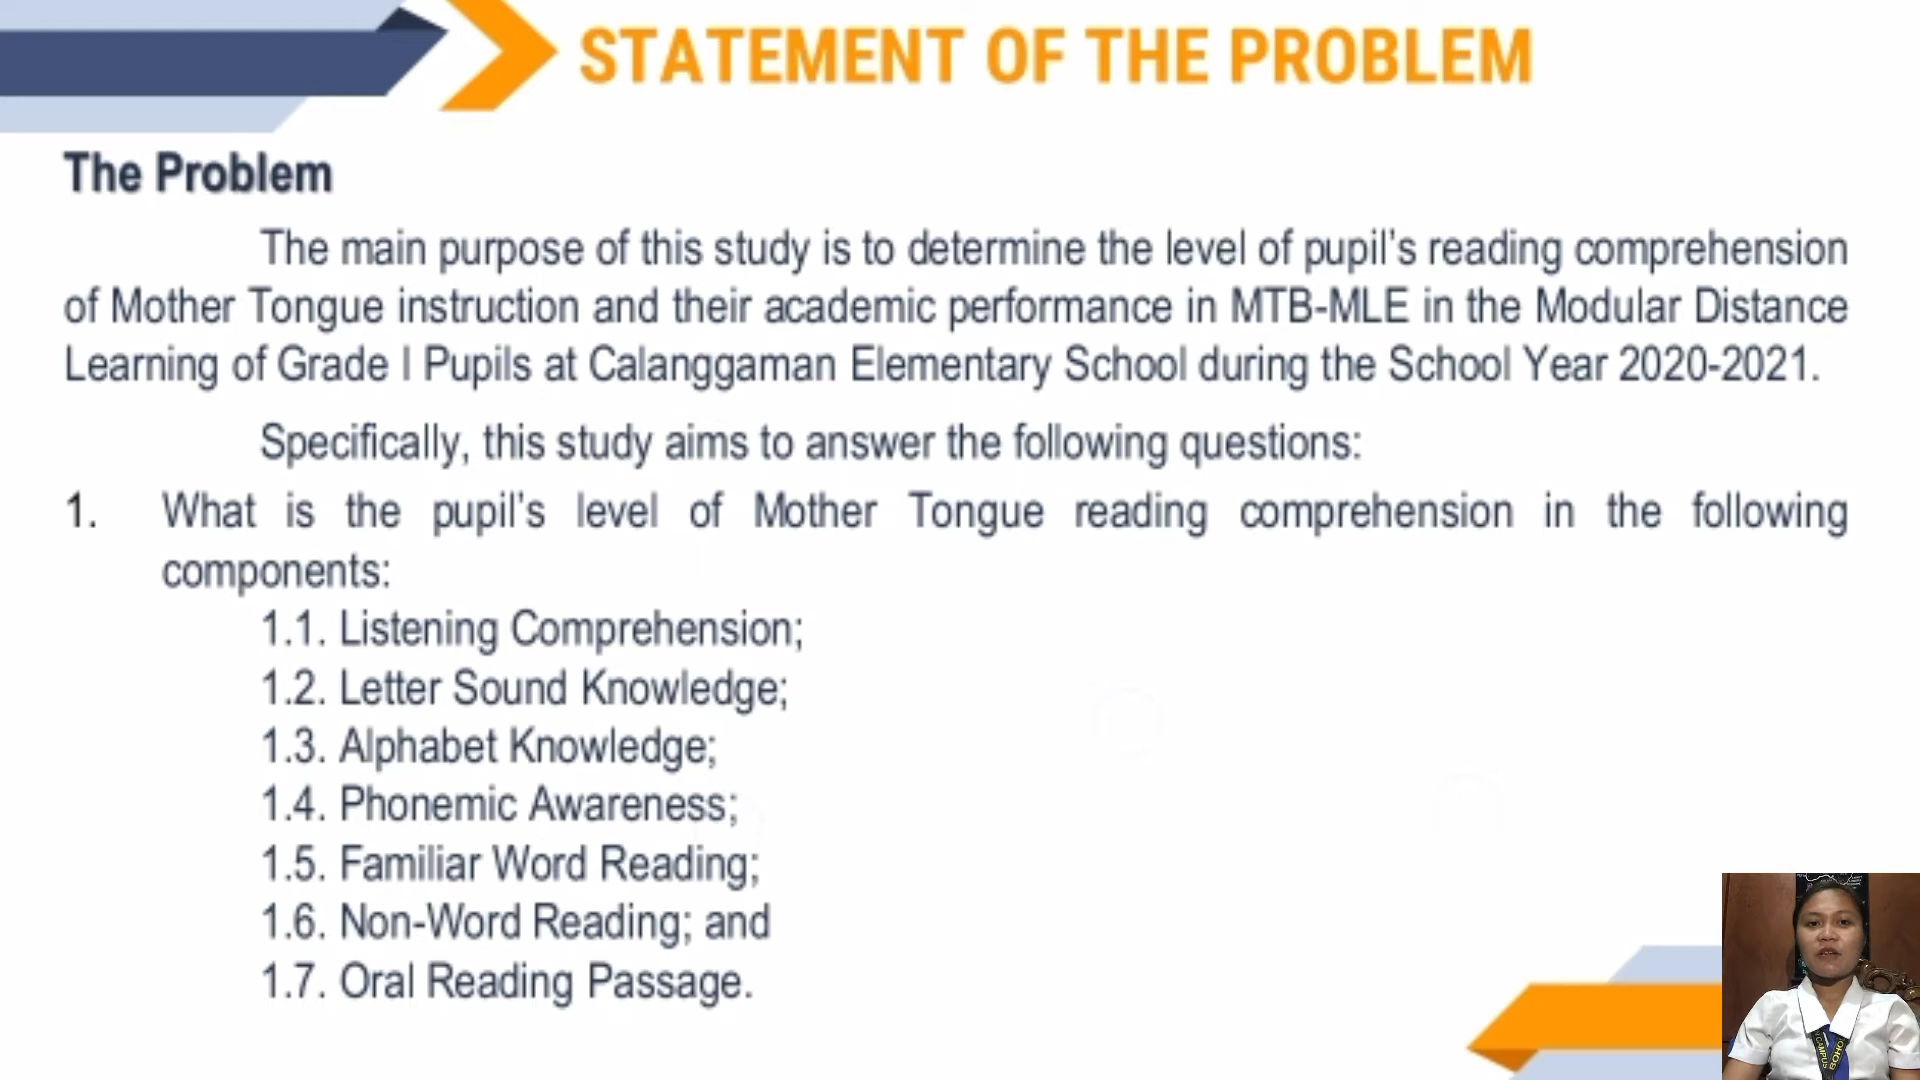 STATEMENT OF THE PROBLEM
The Problem
The main purpose of this study is to determine the level of pupil's reading comprehension
of Mother Tongue instruction and their academic performance in MTB-MLE in the Modular Distance
Learning of Grade I Pupils at Calanggaman Elementary School during the School Year 2020-2021.
Specifically, this study aims to answer the following questions:
1. What is the pupil's level of Mother Tongue reading comprehension in the following
components:
1.1. Listening Comprehension;
1.2. Letter Sound Knowledge;
1.3. Alphabet Knowledge;
1.4. Phonemic Awareness;
1.5. Familiar Word Reading;
1.6. Non-Word Reading; and
1.7. Oral Reading Passage.